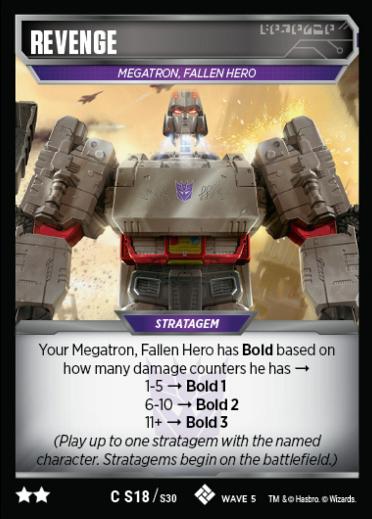 REVENGE
MEGATRON, FALLEN HERO
STRATAGEM
Your Megatron, Fallen Hero has Bold based on
how many damage counters he has →
1-5 → Bold 1
6-10 → Bold 2
11+ → Bold 3
(Play up to one stratagem with the named
character. Stratagems begin on the battlefield.)
C S18/S30 WAVE 5 TM & © Hasbro. © Wizards.